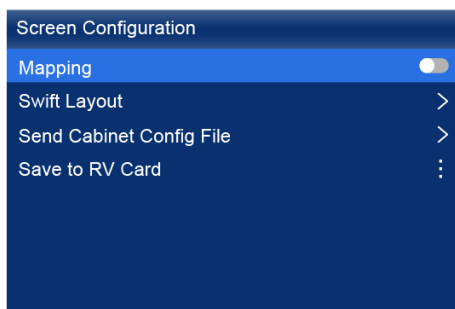 Screen Configuration
Mapping
Swift Layout
Send Cabinet Config File
Save to RV Card